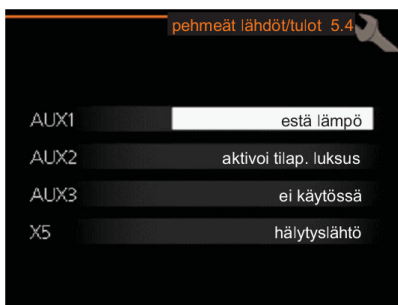 pehmeät lähdöt/tulot 5.4
AUX1 estä lämpö
AUX2 aktivoi tilap. luksus
AUX3 ei käytössä
X5 hälytyslähtö